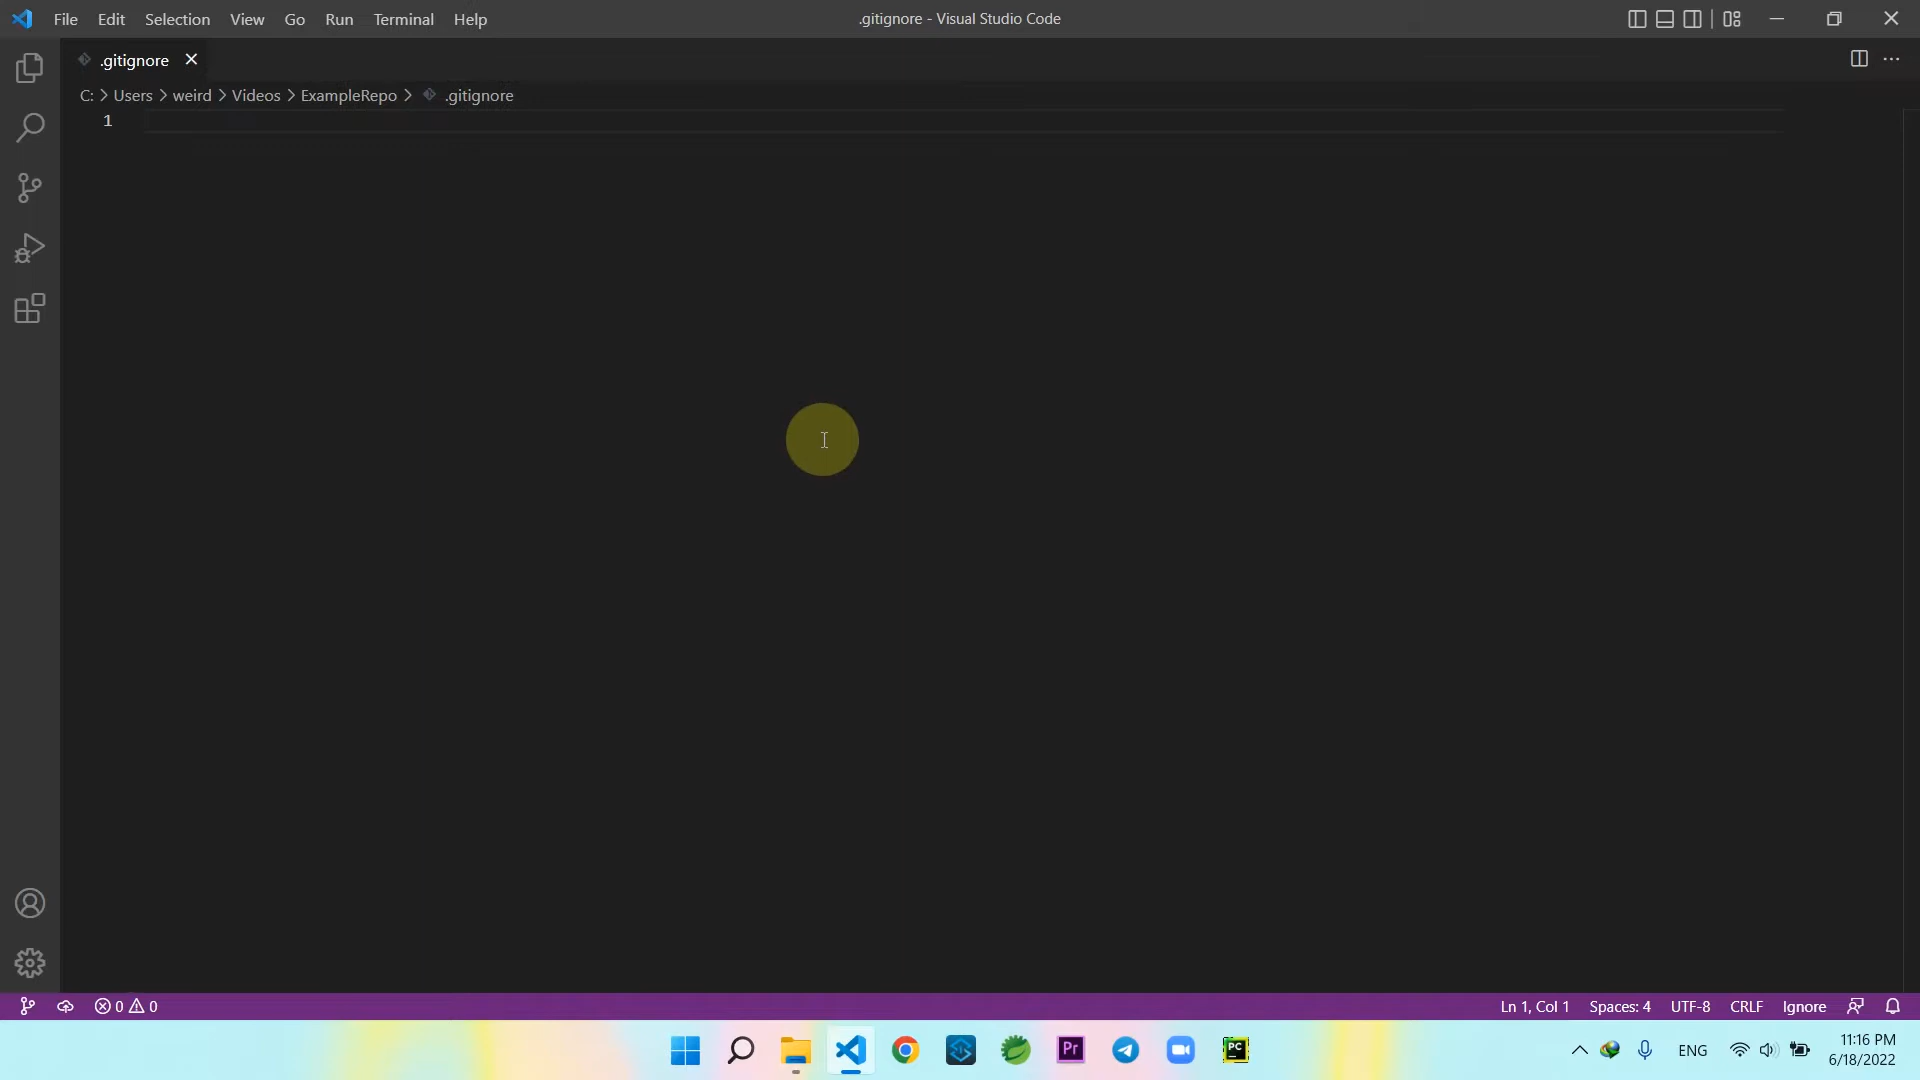 File Edit Selection View Go Run Terminal Help
.gitignore - Visual Studio Code
.gitignore
C: > Users > weird > Videos > ExampleRepo > .gitignore
1
0 0
Ln 1, Col 1 Spaces: 4 UTF-8 CRLF Ignore
Pr
PC
ENG
11:16 PM
6/18/2022